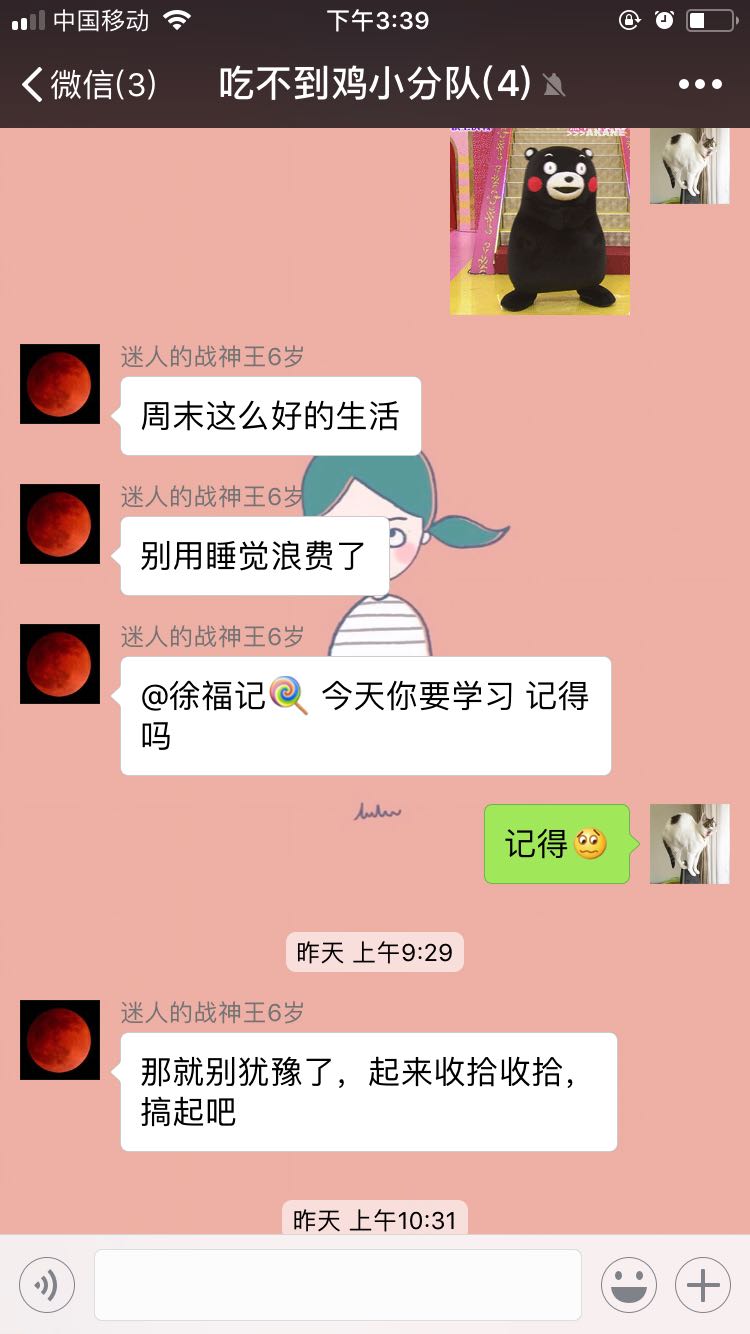 中国移动
下午3:39
微信(3)
吃不到鸡小分队(4)
迷人的战神王6岁
周末这么好的生活
迷人的战神王6岁
别用睡觉浪费了
迷人的战神王6岁
@徐福记🍭 今天你要学习 记得
吗
lulu
记得
昨天 上午9:29
迷人的战神王6岁
那就别犹豫了，起来收拾收拾，
搞起吧
昨天 上午10:31